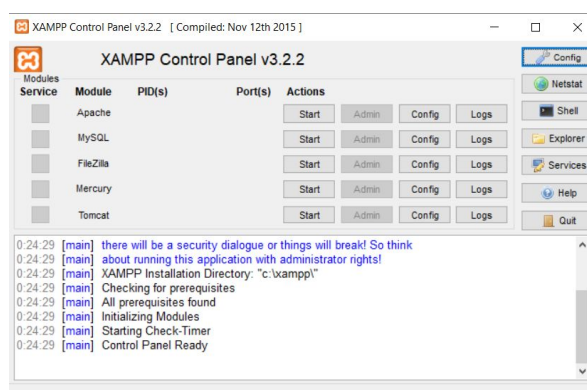 XAMPP Control Panel v3.2.2 [ Compiled: Nov 12th 2015 ]
XAMPP Control Panel v3.2.2
Config
Modules
Service Module PID(s) Port(s) Actions
Netstat
Apache Start Admin Config Logs
Shell
MySQL Start Admin Config Logs
Explorer
FileZilla Start Admin Config Logs
Services
Mercury Start Admin Config Logs
Help
Tomcat Start Admin Config Logs
Quit
0:24:29 [main] there will be a security dialogue or things will break! So think
0:24:29 [main] about running this application with administrator rights!
0:24:29 [main] XAMPP Installation Directory: "c:\xampp\"
0:24:29 [main] Checking for prerequisites
0:24:29 [main] All prerequisites found
0:24:29 [main] Initializing Modules
0:24:29 [main] Starting Check-Timer
0:24:29 [main] Control Panel Ready